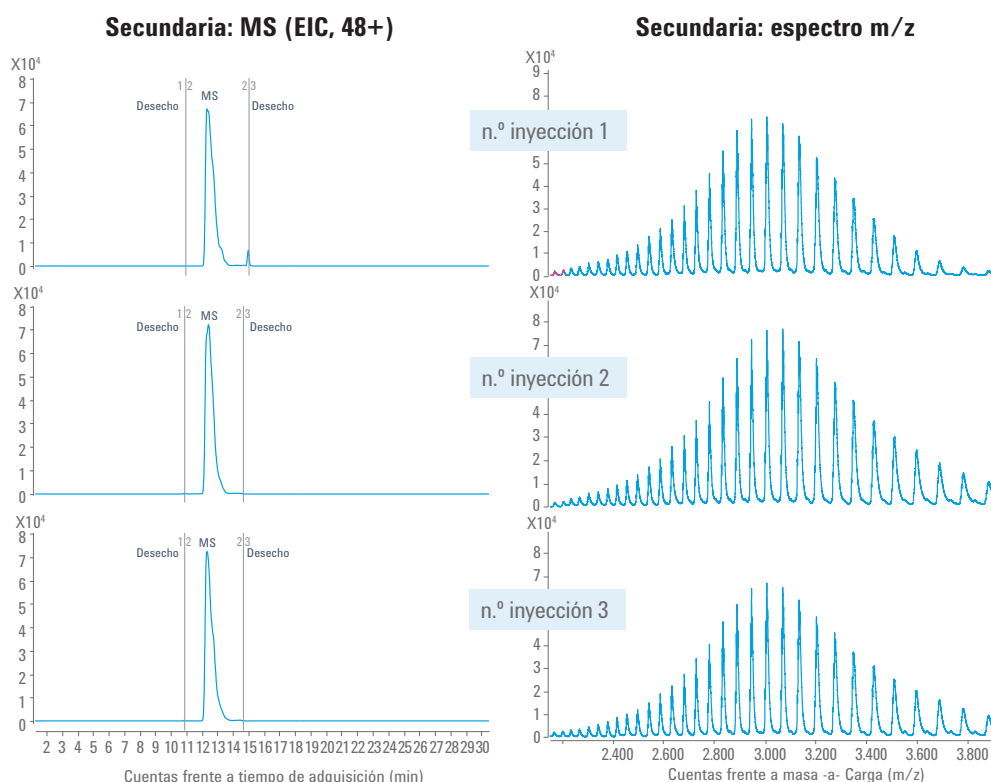 Secundaria: MS (EIC, 48+)
X10⁴
8
7
6
5
4
3
2
1
0
1 2
2 3
Desecho
MS
Desecho
X10⁴
8
7
6
5
4
3
2
1
0
1 2
2 3
Desecho
MS
Desecho
X10⁴
8
7
6
5
4
3
2
1
0
1 2
2 3
Desecho
MS
Desecho
2 3 4 5 6 7 8 9 10 11 12 13 14 15 16 17 18 19 20 21 22 23 24 25 26 27 28 29 30
Cuentas frente a tiempo de adquisición (min)
Secundaria: espectro m/z
X10⁴
9
8
n.º inyección 1
5
4
3
2
1
0
X10⁴
8
7
n.º inyección 2
4
3
2
1
0
X10⁴
8
7
n.º inyección 3
4
3
2
1
0
2.400 2.800 3.000 3.400 3.600 3.800
Cuentas frente a masa -a- Carga (m/z)